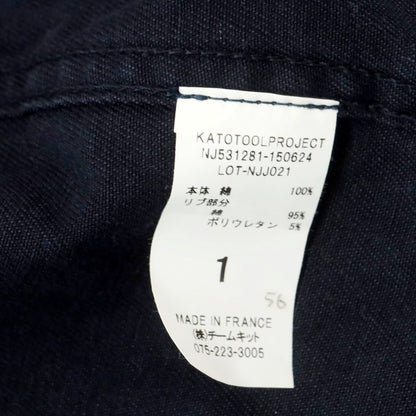 KATOTOOLPROJECT
NJ531281-150624
LOT-NJJ021
本体 綿 100%
リブ部分
綿 95%
ポリウレタン 5%
1
56
MADE IN FRANCE
(株)チームキット
075-223-3005